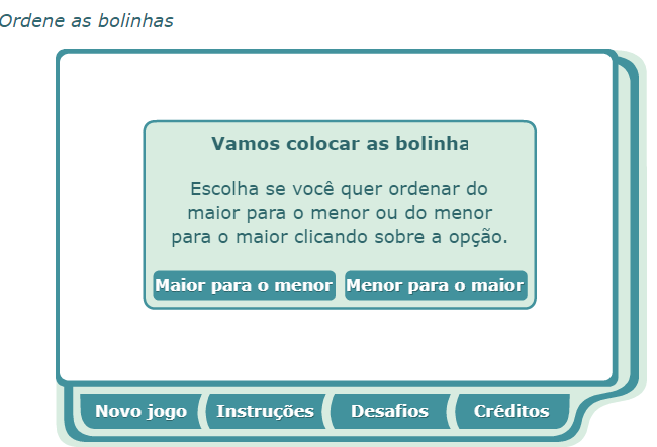 Ordene as bolinhas
Vamos colocar as bolinha
Escolha se você quer ordenar do
maior para o menor ou do menor
para o maior clicando sobre a opção.
Maior para o menor
Menor para o maior
Novo jogo
Instruções
Desafios
Créditos